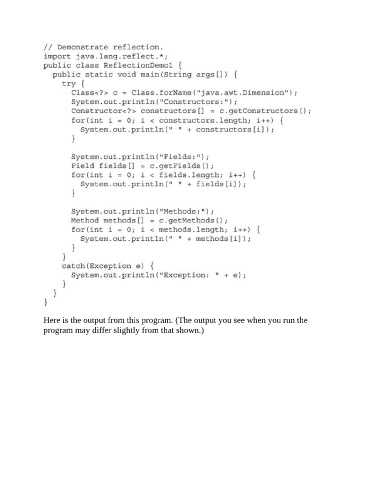 // Demonstrate reflection.
import java.lang.reflect.*;
public class ReflectionDemo1 {
  public static void main(String args[]) {
    try {
      Class<?> c = Class.forName("java.awt.Dimension");
      System.out.println("Constructors:");
      Constructor<?> constructors[] = c.getConstructors();
      for(int i = 0; i < constructors.length; i++) {
        System.out.println(" " + constructors[i]);
      }

      System.out.println("Fields:");
      Field fields[] = c.getFields();
      for(int i = 0; i < fields.length; i++) {
        System.out.println(" " + fields[i]);
      }

      System.out.println("Methods:");
      Method methods[] = c.getMethods();
      for(int i = 0; i < methods.length; i++) {
        System.out.println(" " + methods[i]);
      }
    }
    catch(Exception e) {
      System.out.println("Exception: " + e);
    }
  }
}
Here is the output from this program. (The output you see when you run the
program may differ slightly from that shown.)